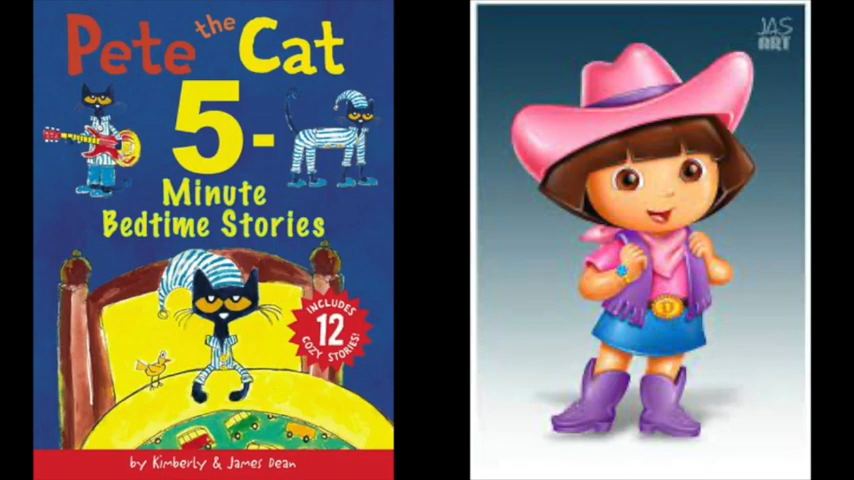 Pete the Cat
5-
Minute
Bedtime Stories
INCLUDES
12
COZY STORIES!
by Kimberly & James Dean
JAS
ART
D